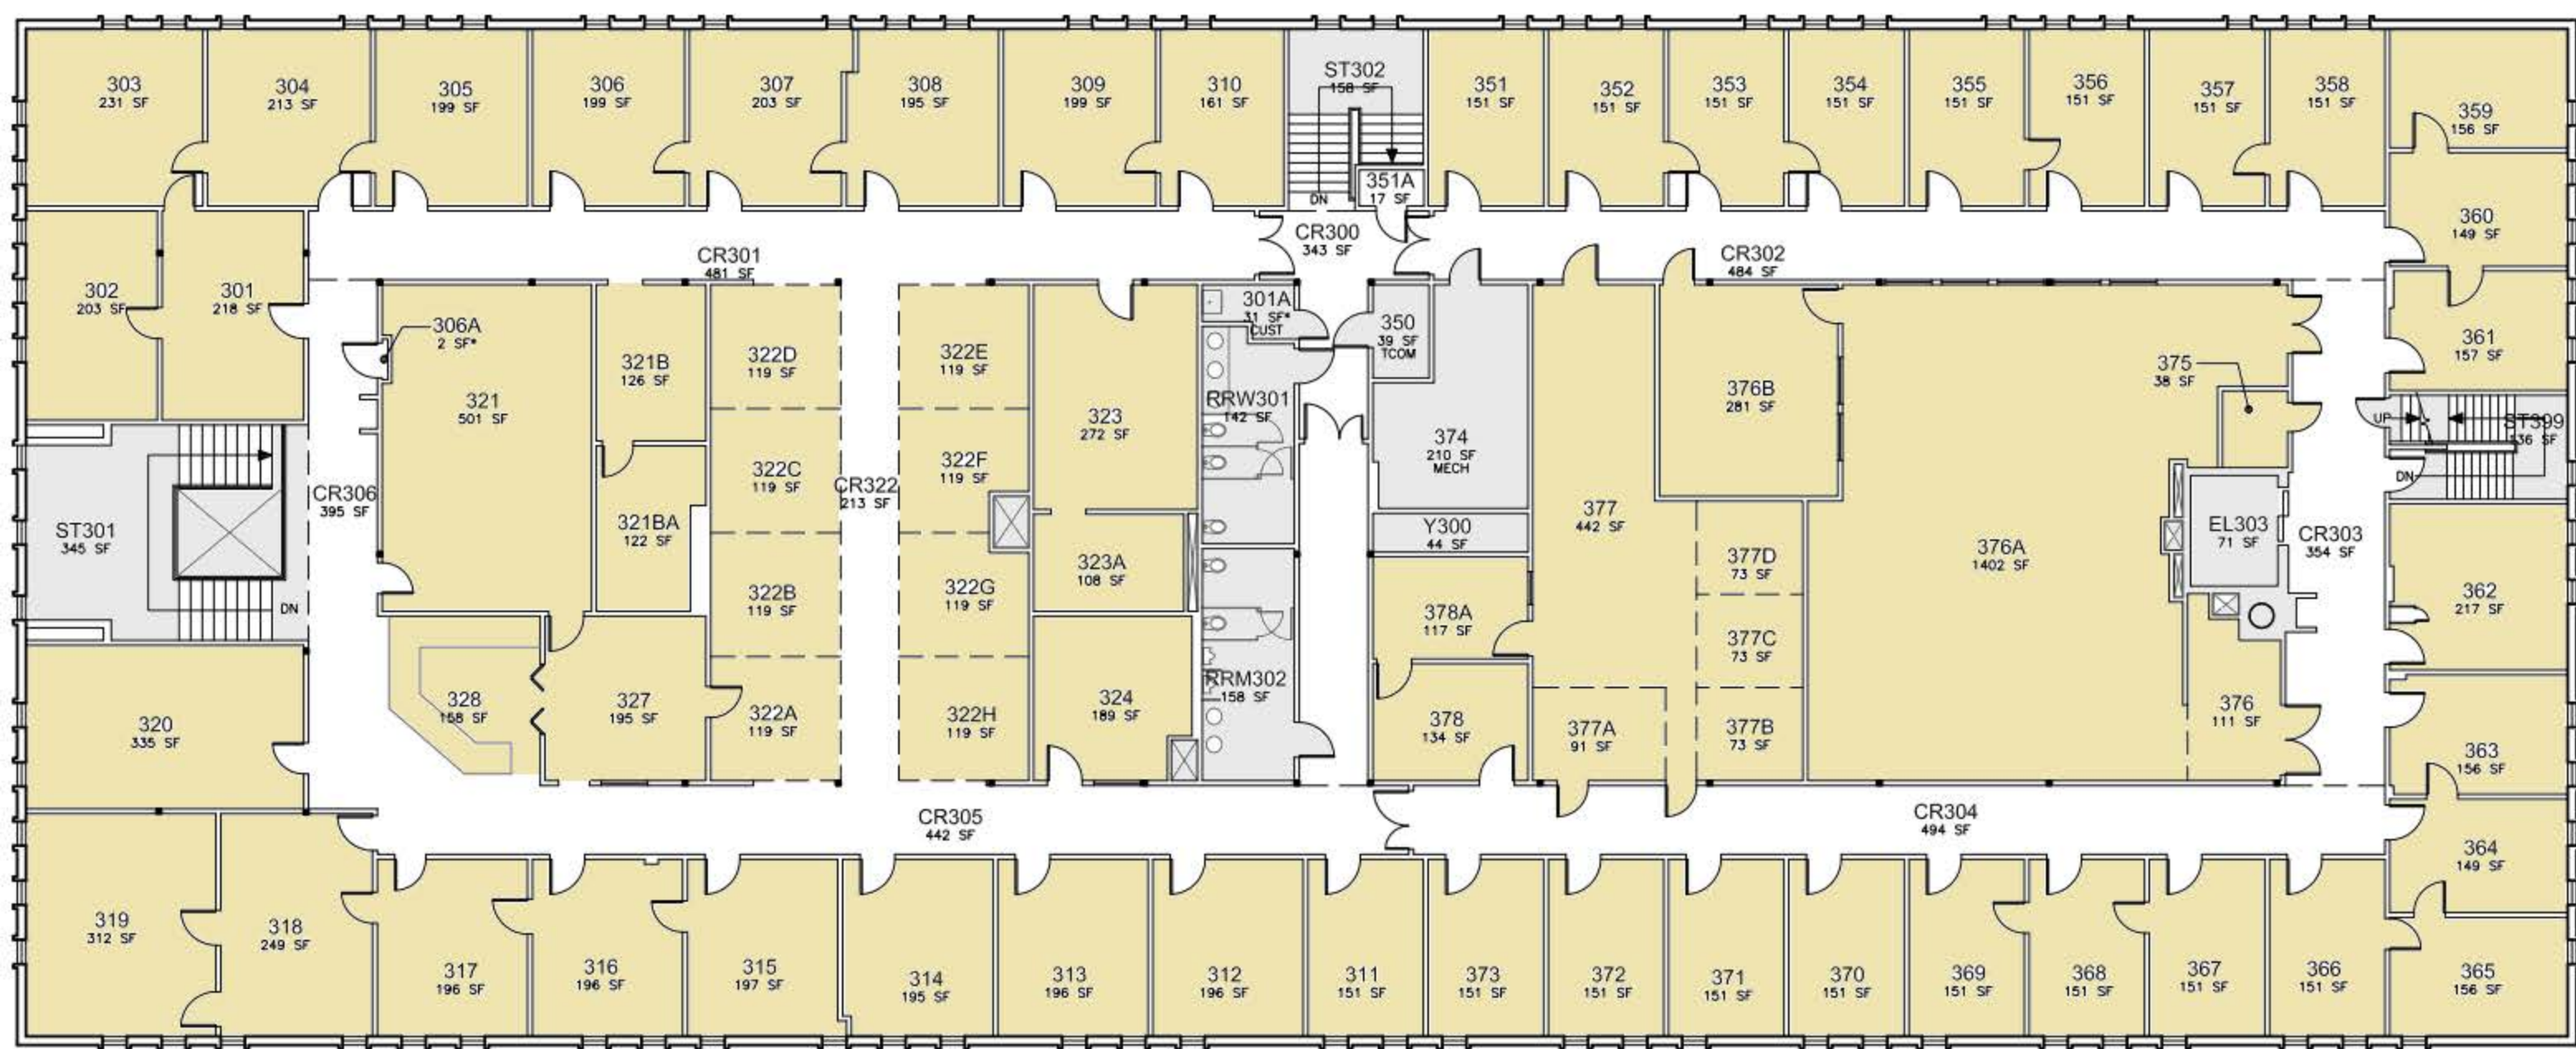 303
231 SF
304
213 SF
305
199 SF
306
199 SF
307
203 SF
308
195 SF
309
199 SF
310
161 SF
ST302
158 SF
DN
351A
17 SF
351
151 SF
352
151 SF
353
151 SF
354
151 SF
355
151 SF
356
151 SF
357
151 SF
358
151 SF
359
156 SF
360
149 SF
CR301
481 SF
CR300
343 SF
CR302
484 SF
302
203 SF
301
218 SF
306A
2 SF*
321
501 SF
321B
126 SF
321BA
122 SF
322D
119 SF
322E
119 SF
322C
119 SF
322F
119 SF
322B
119 SF
322G
119 SF
322A
119 SF
322H
119 SF
CR322
213 SF
323
272 SF
323A
108 SF
324
189 SF
301A
31 SF*
CUST
RRW301
142 SF
RRM302
158 SF
350
39 SF
TCOM
374
210 SF
MECH
Y300
44 SF
378A
117 SF
378
134 SF
377
442 SF
377D
73 SF
377C
73 SF
377B
73 SF
377A
91 SF
376B
281 SF
376A
1402 SF
375
38 SF
EL303
71 SF
376
111 SF
CR303
354 SF
361
157 SF
UP
ST399
136 SF
DN
362
217 SF
363
156 SF
364
149 SF
365
156 SF
ST301
345 SF
DN
CR306
395 SF
320
335 SF
328
158 SF
327
195 SF
CR305
442 SF
CR304
494 SF
319
312 SF
318
249 SF
317
196 SF
316
196 SF
315
197 SF
314
195 SF
313
196 SF
312
196 SF
311
151 SF
373
151 SF
372
151 SF
371
151 SF
370
151 SF
369
151 SF
368
151 SF
367
151 SF
366
151 SF